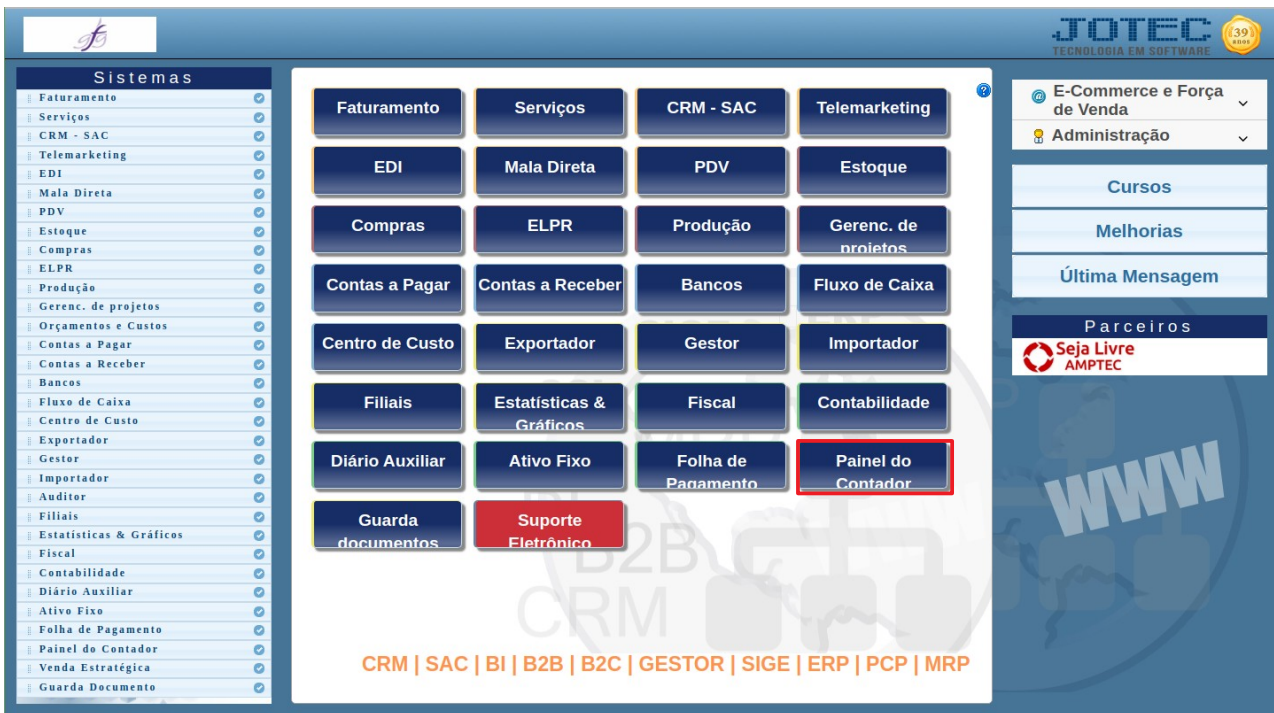 JOTEC
TECNOLOGIA EM SOFTWARE
39
anos
Sistemas
Faturamento
Serviços
CRM - SAC
Telemarketing
EDI
Mala Direta
PDV
Estoque
Compras
ELPR
Produção
Gerenc. de projetos
Orçamentos e Custos
Contas a Pagar
Contas a Receber
Bancos
Fluxo de Caixa
Centro de Custo
Exportador
Gestor
Importador
Auditor
Filiais
Estatísticas & Gráficos
Fiscal
Contabilidade
Diário Auxiliar
Ativo Fixo
Folha de Pagamento
Painel do Contador
Venda Estratégica
Guarda Documento
Faturamento
Serviços
CRM - SAC
Telemarketing
EDI
Mala Direta
PDV
Estoque
Compras
ELPR
Produção
Gerenc. de
projetos
Contas a Pagar
Contas a Receber
Bancos
Fluxo de Caixa
Centro de Custo
Exportador
Gestor
Importador
Filiais
Estatísticas &
Gráficos
Fiscal
Contabilidade
Diário Auxiliar
Ativo Fixo
Folha de
Pagamento
Painel do
Contador
Guarda
documentos
Suporte
Eletrônico
B2B
CRM
CRM | SAC | BI | B2B | B2C | GESTOR | SIGE | ERP | PCP | MRP
E-Commerce e Força
de Venda
Administração
Cursos
Melhorias
Última Mensagem
Parceiros
Seja Livre
AMPTEC
WWW